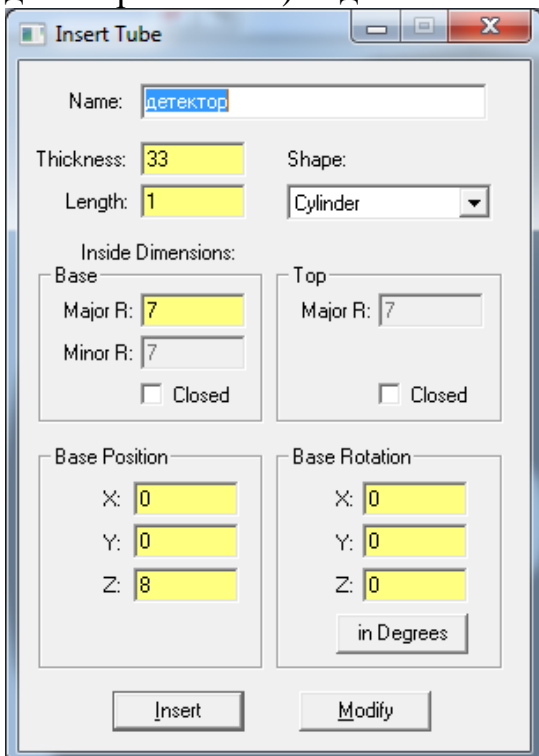 Insert Tube
Name: детектор
Thickness: 33 Shape:
Length: 1 Cylinder
Inside Dimensions:
Base Top
Major R: 7 Major R: 7
Minor R: 7
Closed Closed
Base Position Base Rotation
X: 0 X: 0
Y: 0 Y: 0
Z: 8 Z: 0
in Degrees
Insert Modify